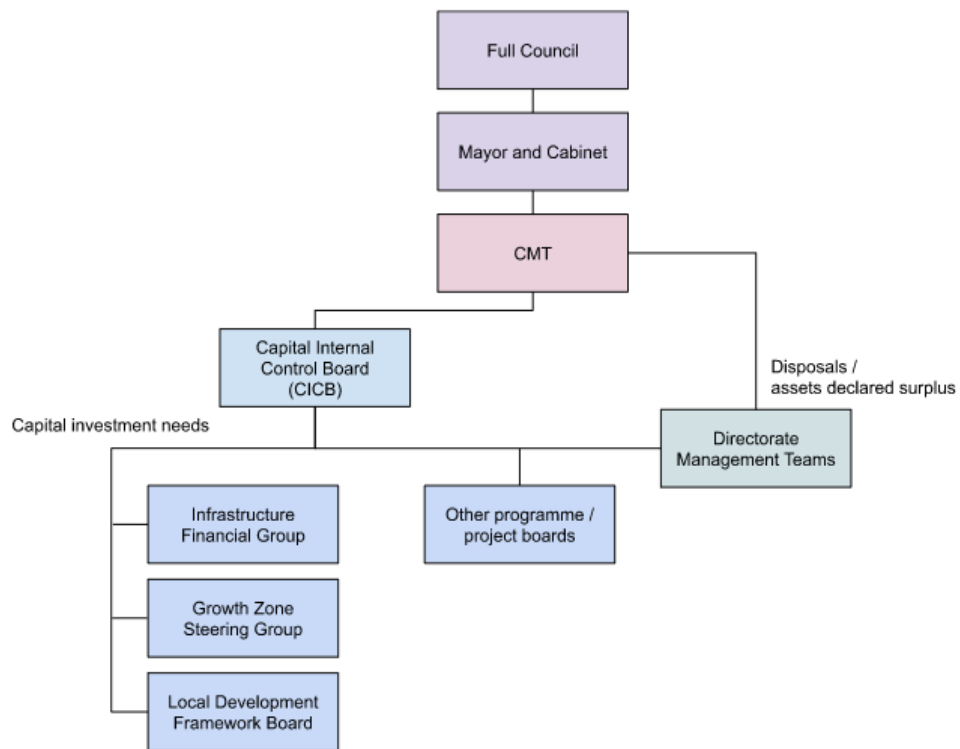 Full Council
Mayor and Cabinet
CMT
Capital Internal
Control Board
(CICB)
Disposals /
assets declared surplus
Capital investment needs
Directorate
Management Teams
Infrastructure
Financial Group
Other programme /
project boards
Growth Zone
Steering Group
Local Development
Framework Board